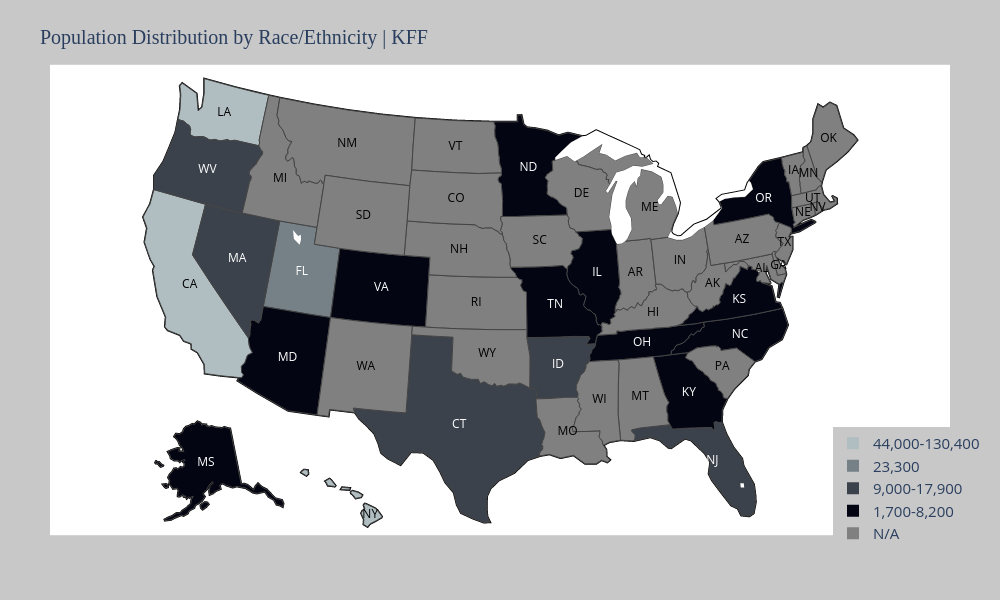 Population Distribution by Race/Ethnicity | KFF
LA
OK
NM
VT
ND
WV
IA
MN
MI
DE
CO
OR
UT
NV
ME
SD
NE
SC
AZ
TX
NH
MA
IN
GA
AL
FL
AR
IL
AK
CA
VA
KS
RI
TN
HI
NC
OH
WY
MD
ID
WA
PA
KY
MT
WI
CT
MO
NJ
MS
NY
44,000-130,400
23,300
9,000-17,900
1,700-8,200
N/A